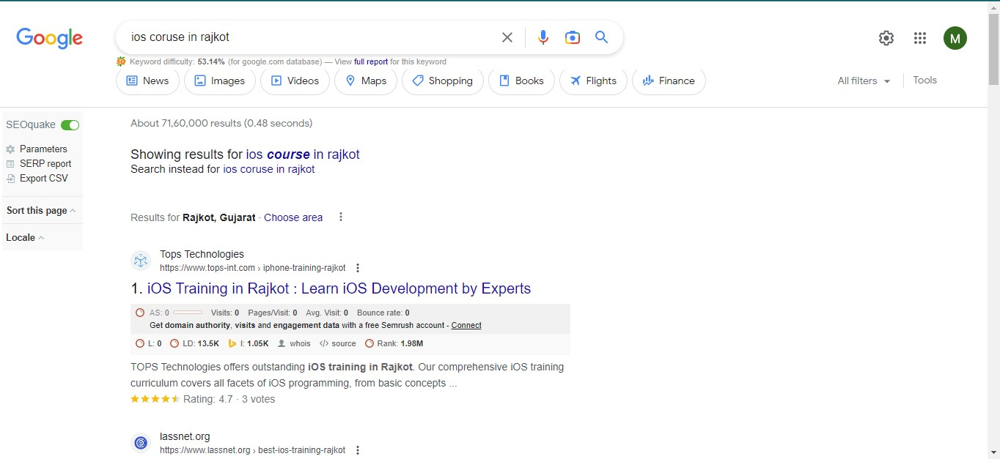 Google
ios coruse in rajkot
M
Keyword difficulty: 53.14% (for google.com database) — View full report for this keyword
News
Images
Videos
Maps
Shopping
Books
Flights
Finance
All filters
Tools
SEOquake
Parameters
SERP report
Export CSV
Sort this page
Locale
About 71,60,000 results (0.48 seconds)
Showing results for ios course in rajkot
Search instead for ios coruse in rajkot
Results for Rajkot, Gujarat · Choose area
Tops Technologies
https://www.tops-int.com › iphone-training-rajkot
1. iOS Training in Rajkot : Learn iOS Development by Experts
AS: 0 Visits: 0 Pages/Visit: 0 Avg. Visit: 0 Bounce rate: 0
Get domain authority, visits and engagement data with a free Semrush account - Connect
L: 0 LD: 13.5K I: 1.05K whois </> source Rank: 1.98M
TOPS Technologies offers outstanding iOS training in Rajkot. Our comprehensive iOS training
curriculum covers all facets of iOS programming, from basic concepts ...
Rating: 4.7 · 3 votes
lassnet.org
https://www.lassnet.org › best-ios-training-rajkot